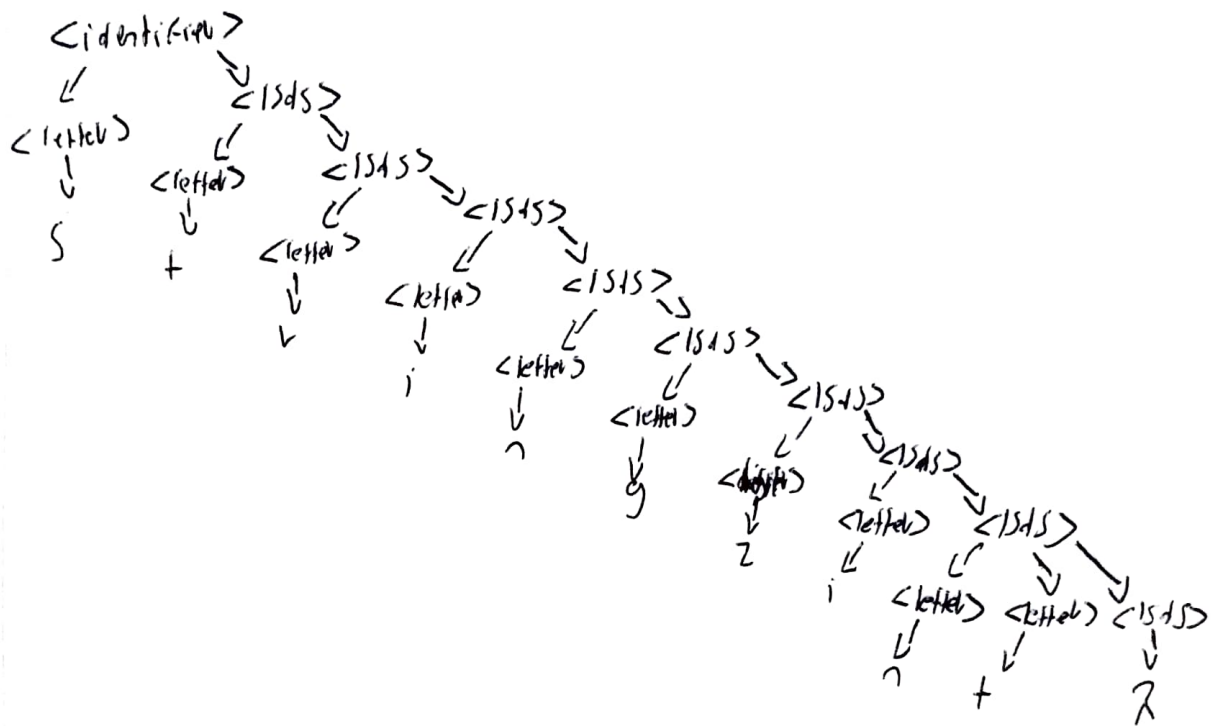 <identifier>
<lsds>
<letter> <lsds>
<letter> <lsds>
s t <letter> <lsds>
<letter> <lsds>
r <letter> <lsds>
i <letter> <lsds>
n g 2 <letter> <lsds>
i <letter> <letter> <lsds>
n t λ